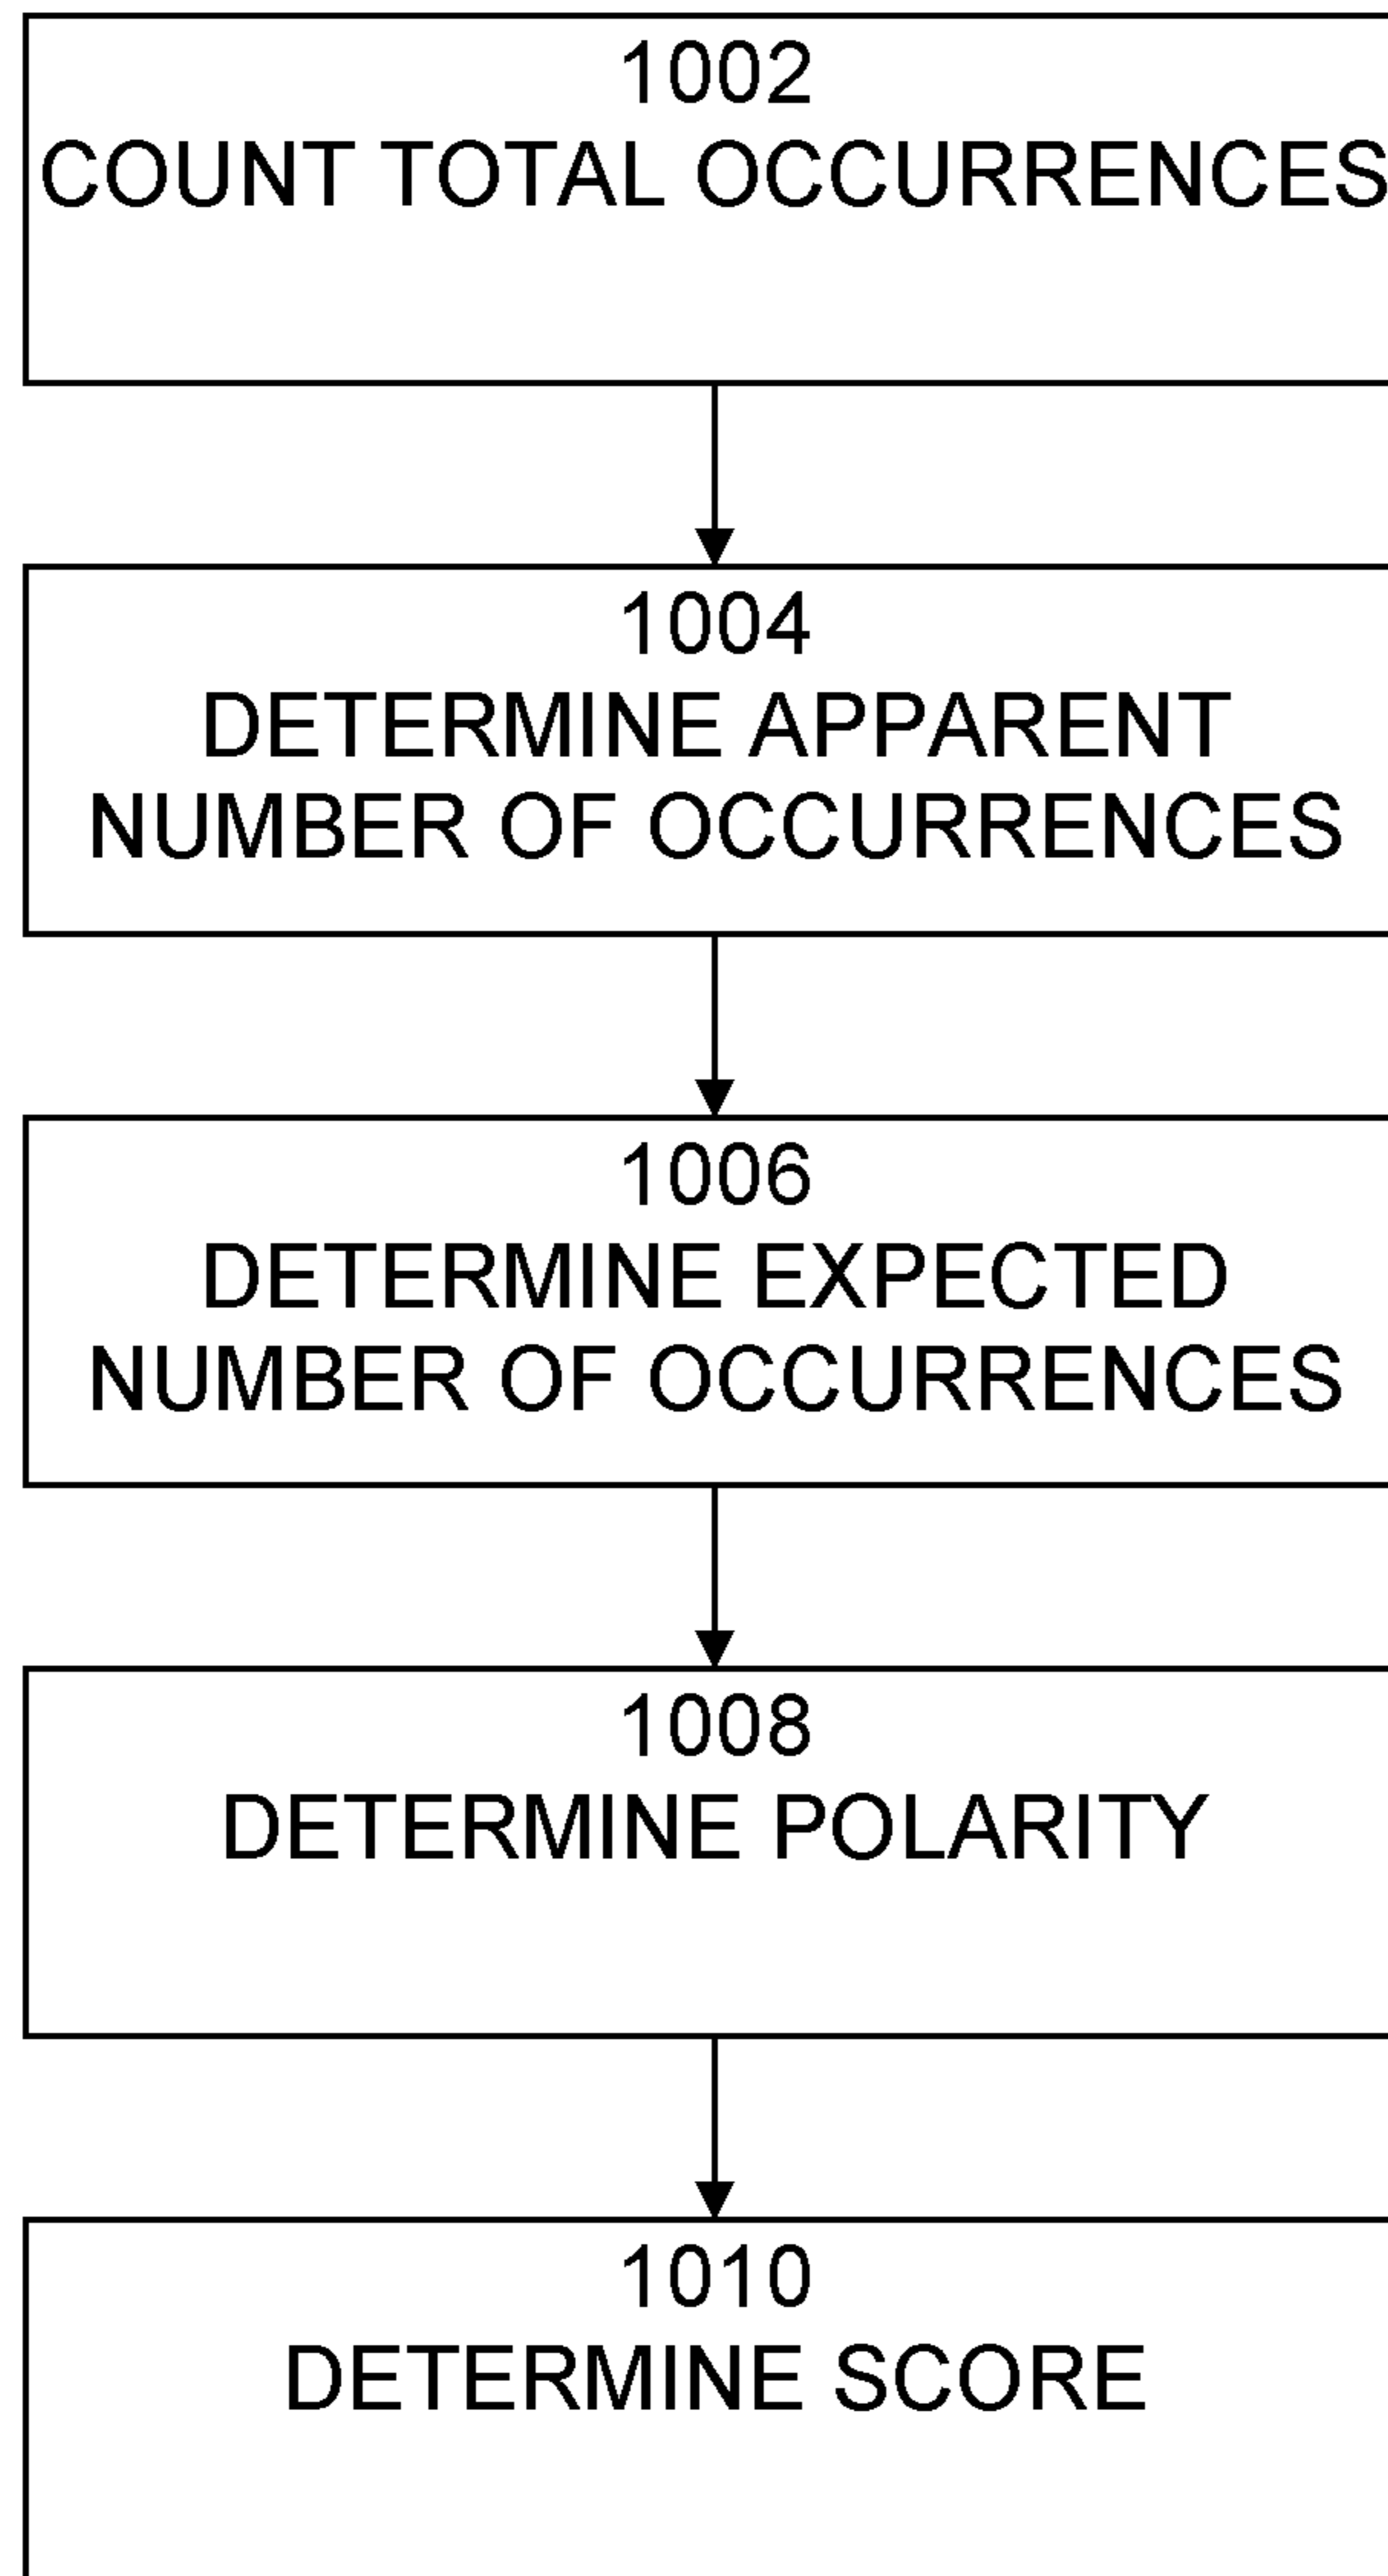 1002
COUNT TOTAL OCCURRENCES
1004
DETERMINE APPARENT
NUMBER OF OCCURRENCES
1006
DETERMINE EXPECTED
NUMBER OF OCCURRENCES
1008
DETERMINE POLARITY
1010
DETERMINE SCORE